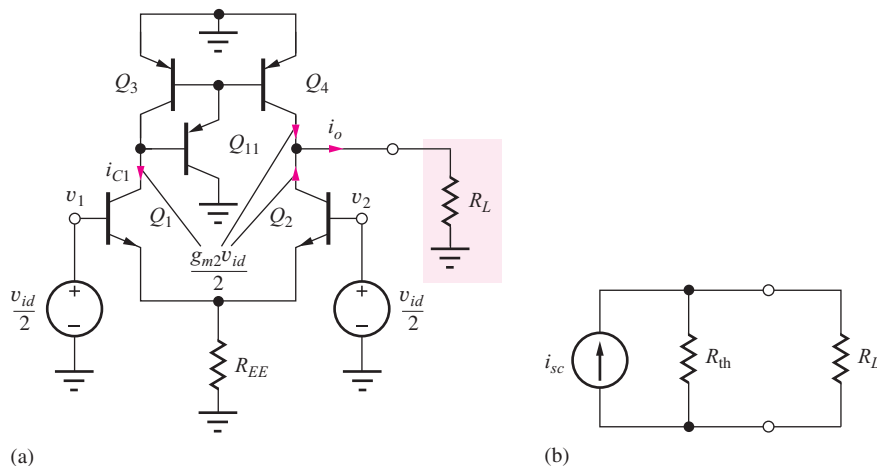 Q3
Q4
Q11
io
iC1
v1
v2
Q1
Q2
RL
gm2vid
2
vid
2
+
−
+
−
vid
2
REE
isc
Rth
RL
(a)
(b)